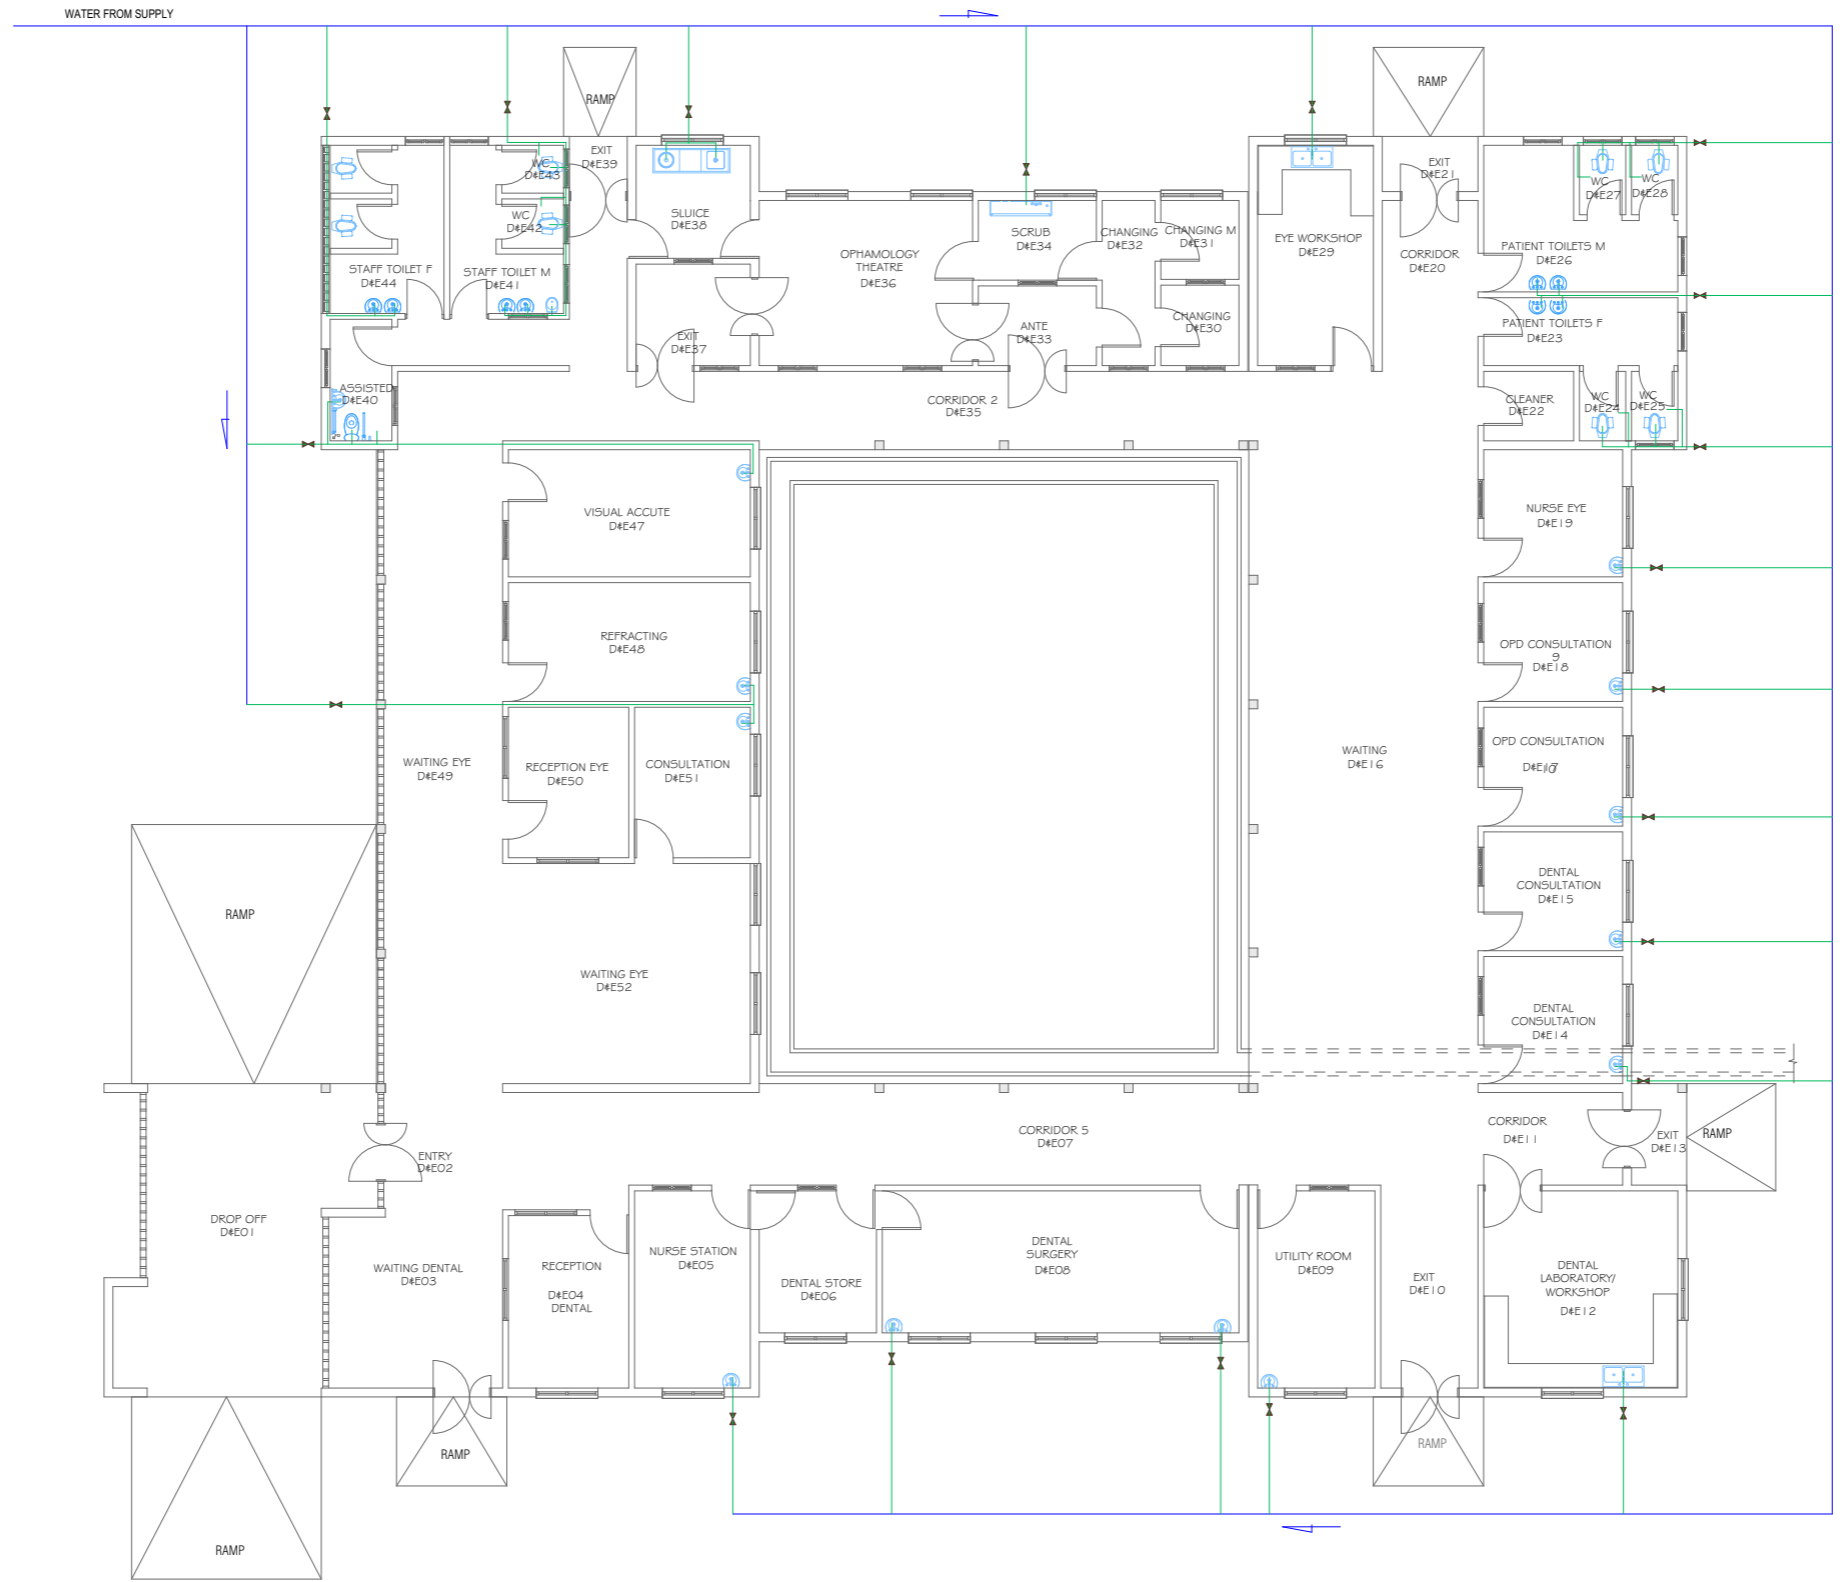 WATER FROM SUPPLY
RAMP
RAMP
EXIT
D&E39
WC
D&E43
WC
D&E42
STAFF TOILET F
D&E44
STAFF TOILET M
D&E41
SLUICE
D&E38
OPHAMOLOGY
THEATRE
D&E36
SCRUB
D&E34
CHANGING
D&E32
CHANGING M
D&E31
CHANGING
D&E30
ANTE
D&E33
EXIT
D&E37
EYE WORKSHOP
D&E29
EXIT
D&E21
CORRIDOR
D&E20
WC
D&E27
WC
D&E28
PATIENT TOILETS M
D&E26
PATIENT TOILETS F
D&E23
CLEANER
D&E22
WC
D&E24
WC
D&E25
ASSISTED
D&E40
CORRIDOR 2
D&E35
VISUAL ACCUTE
D&E47
NURSE EYE
D&E19
REFRACTING
D&E48
OPD CONSULTATION
9
D&E18
WAITING EYE
D&E49
RECEPTION EYE
D&E50
CONSULTATION
D&E51
WAITING
D&E16
OPD CONSULTATION
DENTAL
CONSULTATION
D&E15
RAMP
WAITING EYE
D&E52
DENTAL
CONSULTATION
D&E14
ENTRY
D&E02
CORRIDOR 5
D&E07
CORRIDOR
D&E11
EXIT
D&E13
RAMP
DROP OFF
D&E01
WAITING DENTAL
D&E03
RECEPTION
D&E04
DENTAL
NURSE STATION
D&E05
DENTAL STORE
D&E06
DENTAL
SURGERY
D&E08
UTILITY ROOM
D&E09
EXIT
D&E10
DENTAL
LABORATORY/
WORKSHOP
D&E12
RAMP
RAMP
RAMP